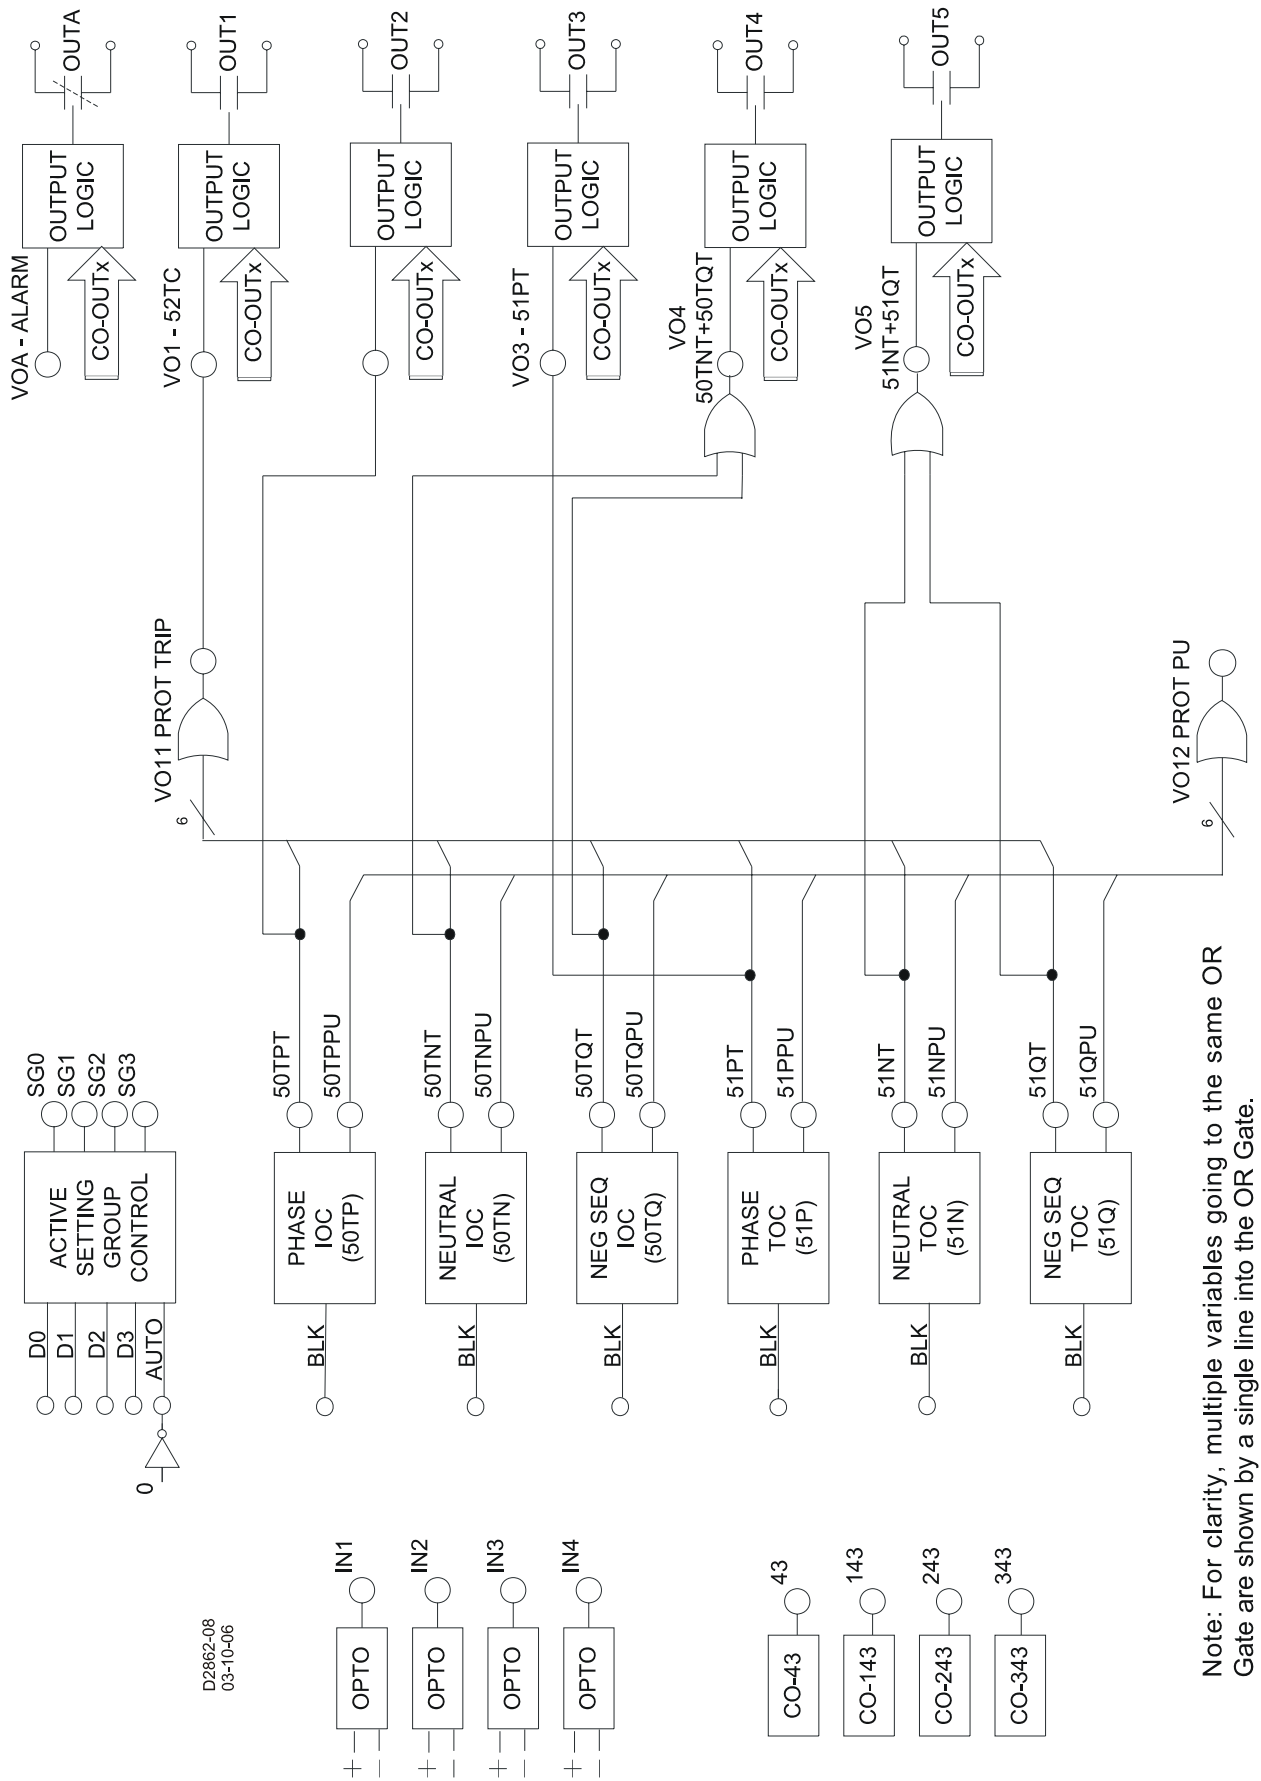 VOA - ALARM
CO-OUTx
OUTPUT
LOGIC
OUTA
VO1 - 52TC
CO-OUTx
OUTPUT
LOGIC
OUT1
CO-OUTx
OUTPUT
LOGIC
OUT2
VO3 - 51PT
CO-OUTx
OUTPUT
LOGIC
OUT3
VO4
50TNT+50TQT
CO-OUTx
OUTPUT
LOGIC
OUT4
VO5
51NT+51QT
CO-OUTx
OUTPUT
LOGIC
OUT5
VO11 PROT TRIP
6
VO12 PROT PU
6
D0
D1
D2
D3
AUTO
0
ACTIVE
SETTING
GROUP
CONTROL
SG0
SG1
SG2
SG3
BLK
PHASE
IOC
(50TP)
50TPT
50TPPU
BLK
NEUTRAL
IOC
(50TN)
50TNT
50TNPU
BLK
NEG SEQ
IOC
(50TQ)
50TQT
50TQPU
BLK
PHASE
TOC
(51P)
51PT
51PPU
BLK
NEUTRAL
TOC
(51N)
51NT
51NPU
BLK
NEG SEQ
TOC
(51Q)
51QT
51QPU
D2862-08
03-10-06
+
–
OPTO
IN1
+
–
OPTO
IN2
+
–
OPTO
IN3
+
–
OPTO
IN4
CO-43
43
CO-143
143
CO-243
243
CO-343
343
Note: For clarity, multiple variables going to the same OR
Gate are shown by a single line into the OR Gate.